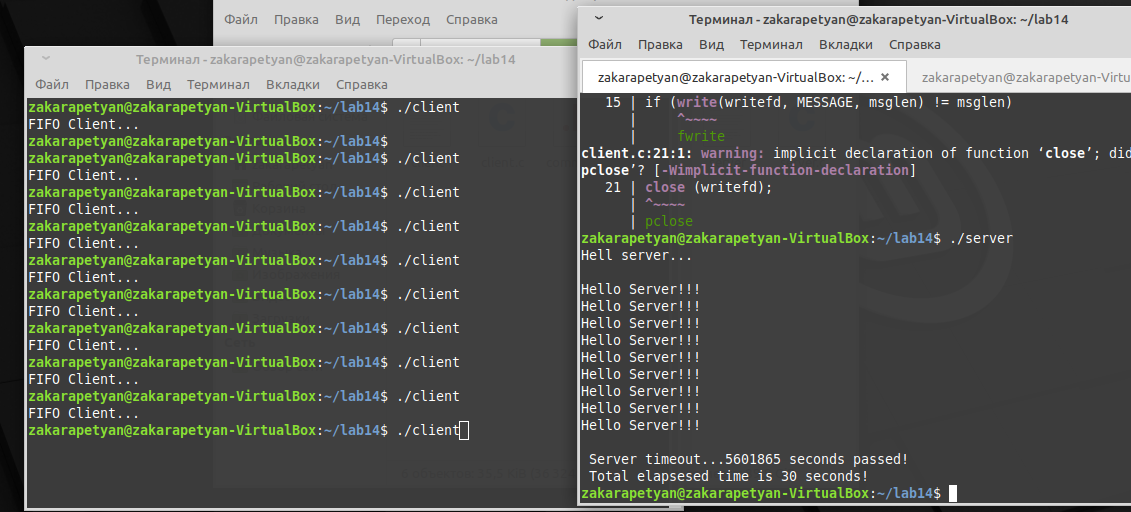 Файл Правка Вид Переход Справка
Терминал - zakarapetyan@zakarapetyan-VirtualBox: ~/lab14
Файл Правка Вид Терминал Вкладки Справка
zakarapetyan@zakarapetyan-VirtualBox:~/lab14$ ./client
FIFO Client...
zakarapetyan@zakarapetyan-VirtualBox:~/lab14$
zakarapetyan@zakarapetyan-VirtualBox:~/lab14$ ./client
FIFO Client...
zakarapetyan@zakarapetyan-VirtualBox:~/lab14$ ./client
FIFO Client...
zakarapetyan@zakarapetyan-VirtualBox:~/lab14$ ./client
FIFO Client...
zakarapetyan@zakarapetyan-VirtualBox:~/lab14$ ./client
FIFO Client...
zakarapetyan@zakarapetyan-VirtualBox:~/lab14$ ./client
FIFO Client...
zakarapetyan@zakarapetyan-VirtualBox:~/lab14$ ./client
FIFO Client...
zakarapetyan@zakarapetyan-VirtualBox:~/lab14$ ./client
FIFO Client...
zakarapetyan@zakarapetyan-VirtualBox:~/lab14$ ./client
FIFO Client...
zakarapetyan@zakarapetyan-VirtualBox:~/lab14$ ./client
Терминал - zakarapetyan@zakarapetyan-VirtualBox: ~/lab14
Файл Правка Вид Терминал Вкладки Справка
zakarapetyan@zakarapetyan-VirtualBox: ~/... × zakarapetyan@zakarapetyan-Virtu
15 | if (write(writefd, MESSAGE, msglen) != msglen)
| ^~~~~
| fwrite
client.c:21:1: warning: implicit declaration of function ‘close’; did
pclose’? [-Wimplicit-function-declaration]
21 | close (writefd);
| ^~~~~
| pclose
zakarapetyan@zakarapetyan-VirtualBox:~/lab14$ ./server
Hell server...
Hello Server!!!
Hello Server!!!
Hello Server!!!
Hello Server!!!
Hello Server!!!
Hello Server!!!
Hello Server!!!
Hello Server!!!
Hello Server!!!
Server timeout...5601865 seconds passed!
Total elapsesed time is 30 seconds!
zakarapetyan@zakarapetyan-VirtualBox:~/lab14$